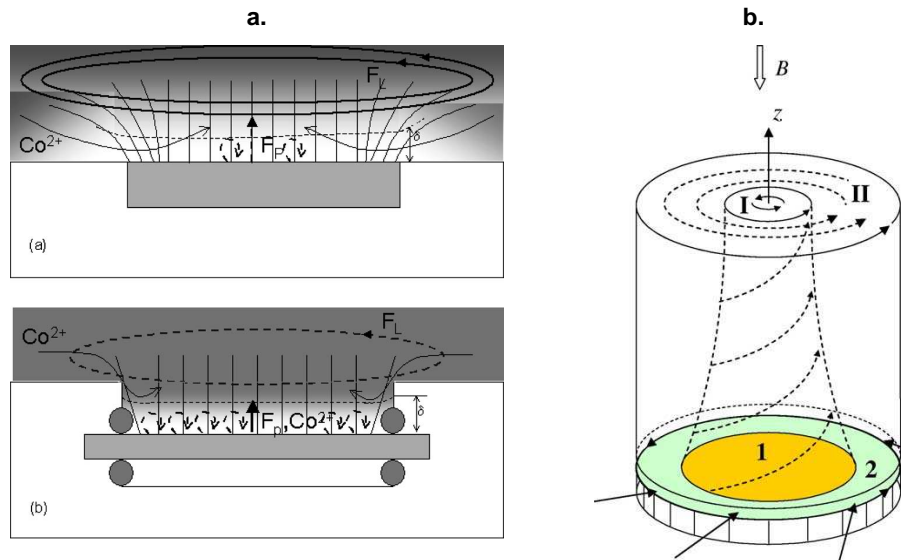 a.
F_L
Co²⁺
F_P
δ
(a)
Co²⁺
F_L
δ
F_p,Co²⁺
(b)
b.
B
z
I
II
1
2